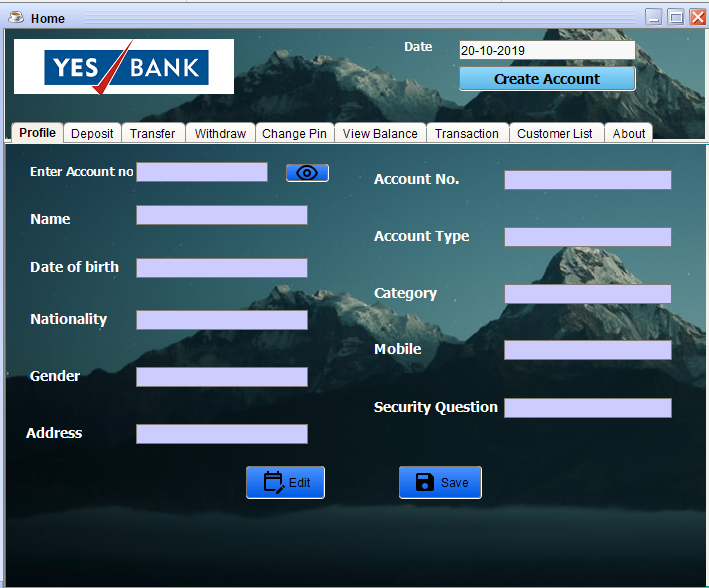 Home
YES BANK
Date
20-10-2019
Create Account
Profile Deposit Transfer Withdraw Change Pin View Balance Transaction Customer List About
Enter Account no
Account No.
Name
Account Type
Date of birth
Category
Nationality
Mobile
Gender
Security Question
Address
Edit
Save